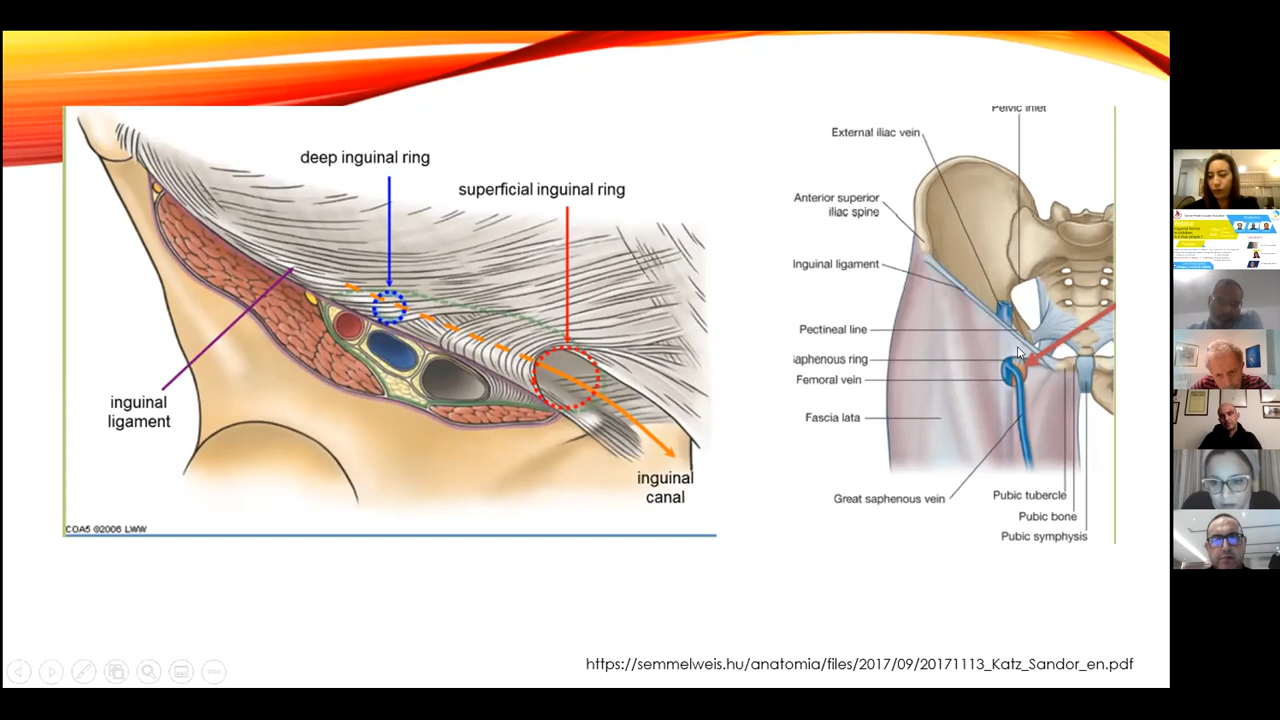 deep inguinal ring
superficial inguinal ring
inguinal
ligament
inguinal
canal
COA5 ©2006 LWW
Pelvic inlet
External iliac vein
Anterior superior
iliac spine
Inguinal ligament
Pectineal line
saphenous ring
Femoral vein
Fascia lata
Great saphenous vein
Pubic tubercle
Pubic bone
Pubic symphysis
https://semmelweis.hu/anatomia/files/2017/09/20171113_Katz_Sandor_en.pdf